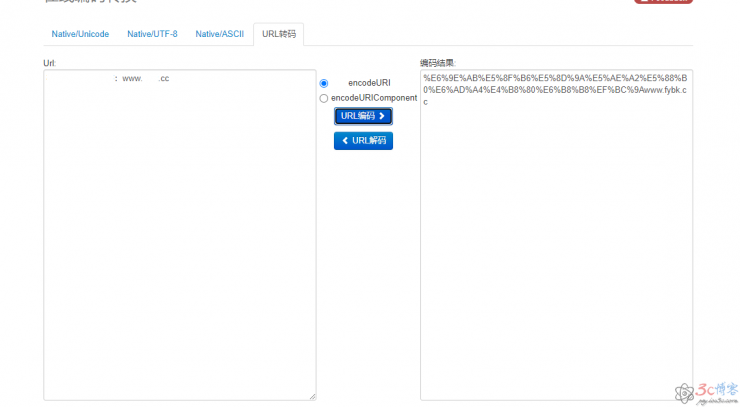 Native/Unicode Native/UTF-8 Native/ASCII URL转码
Url: 编码结果:
: www. .cc
encodeURI
encodeURIComponent
URL编码
URL解码
%E6%9E%AB%E5%8F%B6%E5%8D%9A%E5%AE%A2%E5%88%B
0%E6%AD%A4%E4%B8%80%E6%B8%B8%EF%BC%9Awww.fybk.c
c
3c博客